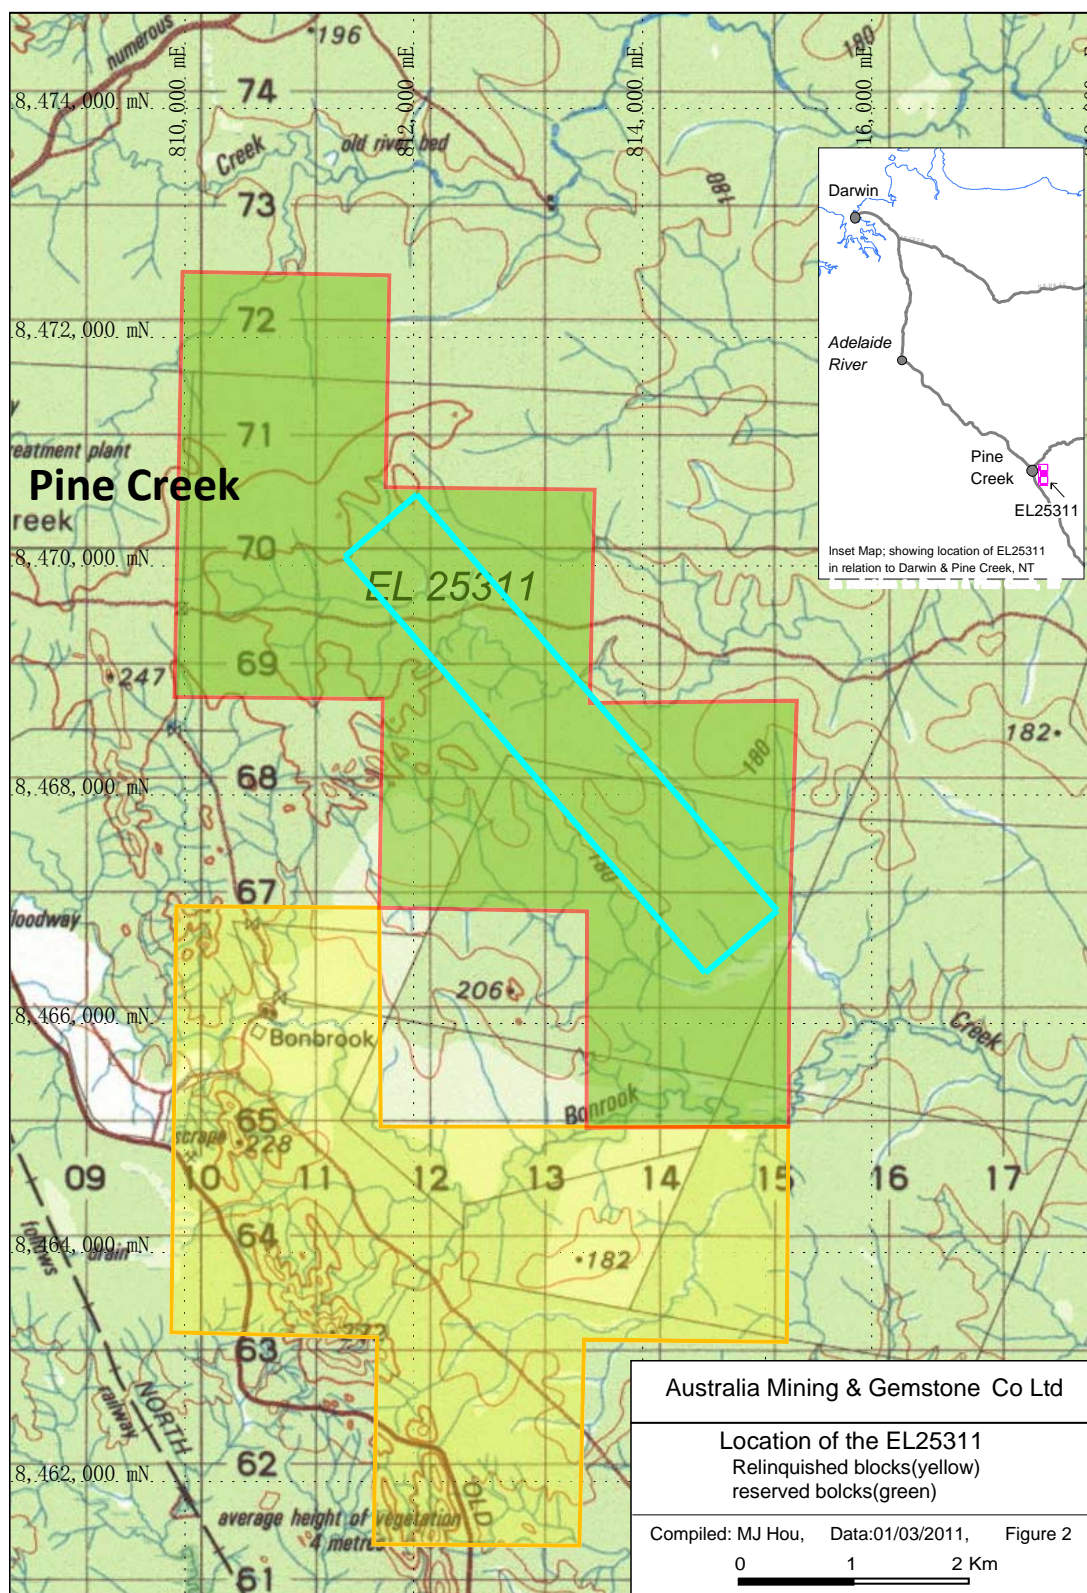 numerous
196
180
8,474,000 mN
810,000 mE
812,000 mE
814,000 mE
816,000 mE
74
Creek
old river bed
180
73
Darwin
8,472,000 mN
72
Adelaide
River
71
Pine Creek
reek
Pine
Creek
EL25311
8,470,000 mN
70
Inset Map; showing location of EL25311
in relation to Darwin & Pine Creek, NT
EL 25311
69
247
182
180
8,468,000 mN
68
180
67
loodway
206
8,466,000 mN
Creek
Bonbrook
Bonrook
65
scrape
228
09
10
11
12
13
14
15
16
17
64
8,464,000 mN
follows
drain
182
63
NORTH
railway
Australia Mining & Gemstone Co Ltd
Location of the EL25311
Relinquished blocks(yellow)
reserved bolcks(green)
62
8,462,000 mN
OLD
average height of vegetation
4 metres
Compiled: MJ Hou, Data:01/03/2011, Figure 2
0 1 2 Km
61